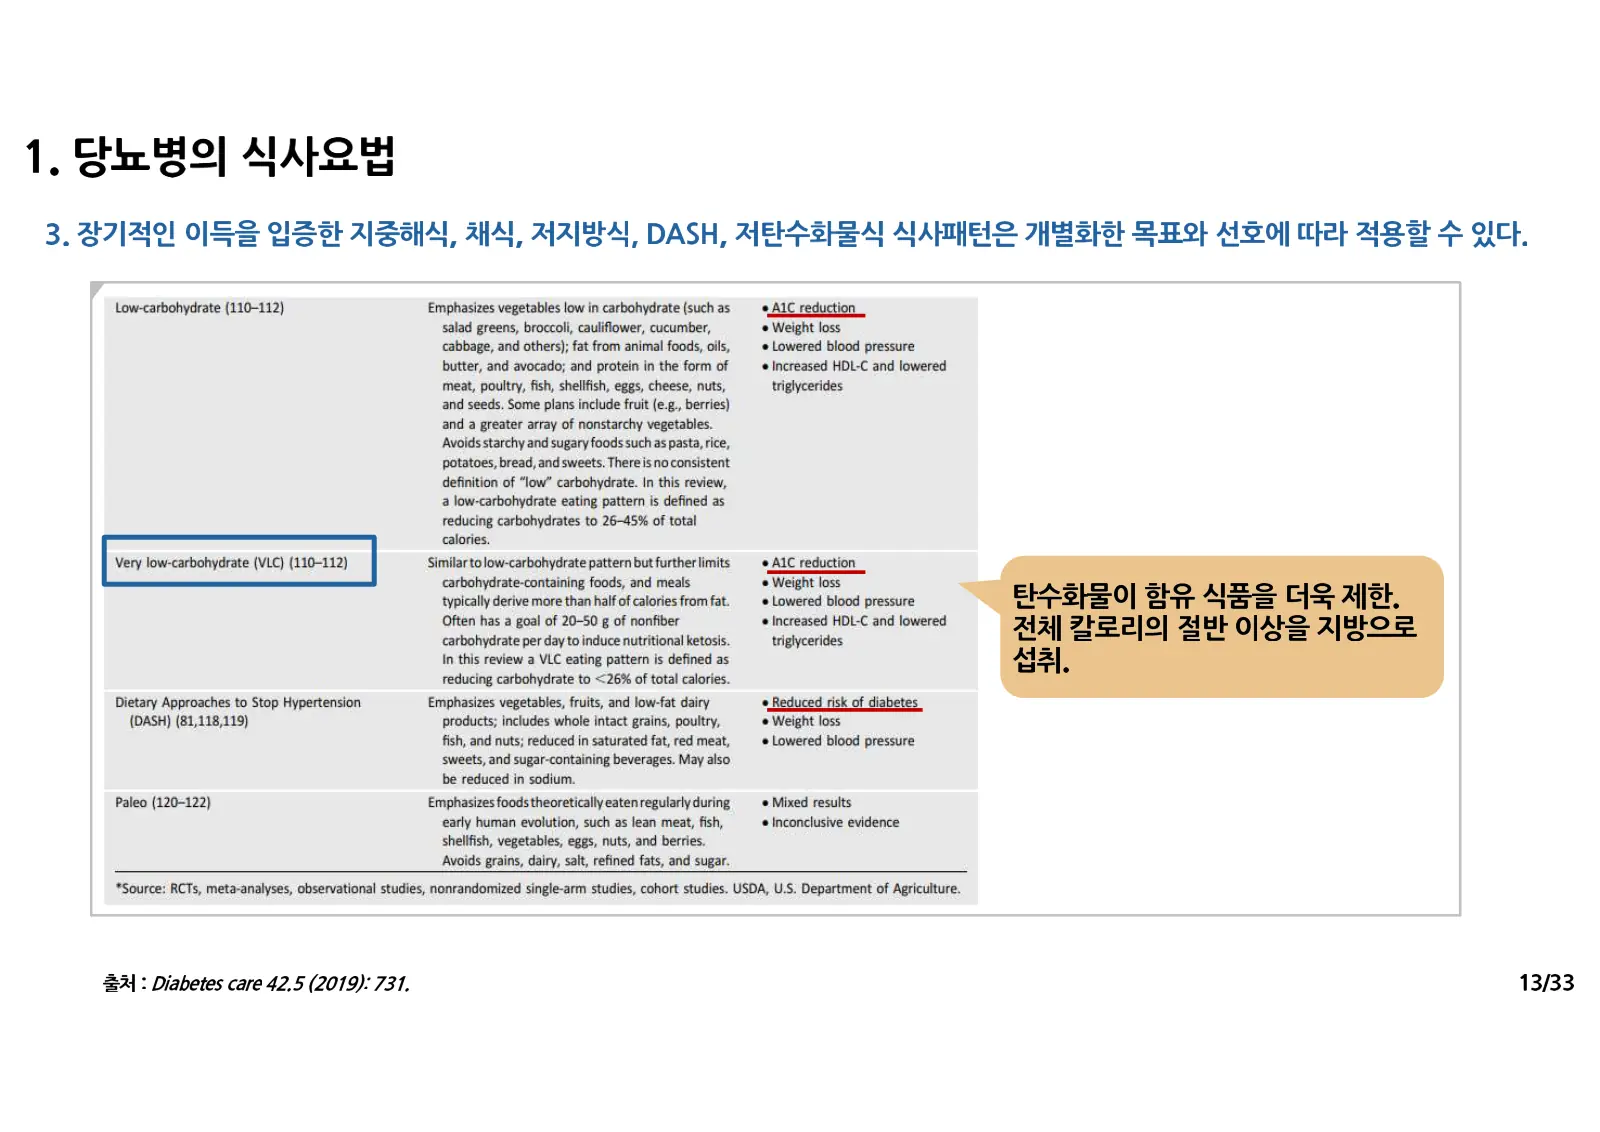 1. 당뇨병의 식사요법
3. 장기적인 이득을 입증한 지중해식, 채식, 저지방식, DASH, 저탄수화물식 식사패턴은 개별화한 목표와 선호에 따라 적용할 수 있다.
Low-carbohydrate (110–112)
Emphasizes vegetables low in carbohydrate (such as
salad greens, broccoli, cauliflower, cucumber,
cabbage, and others); fat from animal foods, oils,
butter, and avocado; and protein in the form of
meat, poultry, fish, shellfish, eggs, cheese, nuts,
and seeds. Some plans include fruit (e.g., berries)
and a greater array of nonstarchy vegetables.
Avoids starchy and sugary foods such as pasta, rice,
potatoes, bread, and sweets. There is no consistent
definition of “low” carbohydrate. In this review,
a low-carbohydrate eating pattern is defined as
reducing carbohydrates to 26–45% of total
calories.
• A1C reduction
• Weight loss
• Lowered blood pressure
• Increased HDL-C and lowered
triglycerides
Very low-carbohydrate (VLC) (110–112)
Similar to low-carbohydrate pattern but further limits
carbohydrate-containing foods, and meals
typically derive more than half of calories from fat.
Often has a goal of 20–50 g of nonfiber
carbohydrate per day to induce nutritional ketosis.
In this review a VLC eating pattern is defined as
reducing carbohydrate to <26% of total calories.
• A1C reduction
• Weight loss
• Lowered blood pressure
• Increased HDL-C and lowered
triglycerides
탄수화물이 함유 식품을 더욱 제한.
전체 칼로리의 절반 이상을 지방으로
섭취.
Dietary Approaches to Stop Hypertension
(DASH) (81,118,119)
Emphasizes vegetables, fruits, and low-fat dairy
products; includes whole intact grains, poultry,
fish, and nuts; reduced in saturated fat, red meat,
sweets, and sugar-containing beverages. May also
be reduced in sodium.
• Reduced risk of diabetes
• Weight loss
• Lowered blood pressure
Paleo (120–122)
Emphasizes foods theoretically eaten regularly during
early human evolution, such as lean meat, fish,
shellfish, vegetables, eggs, nuts, and berries.
Avoids grains, dairy, salt, refined fats, and sugar.
• Mixed results
• Inconclusive evidence
*Source: RCTs, meta-analyses, observational studies, nonrandomized single-arm studies, cohort studies. USDA, U.S. Department of Agriculture.
출처 : Diabetes care 42.5 (2019): 731.
13/33